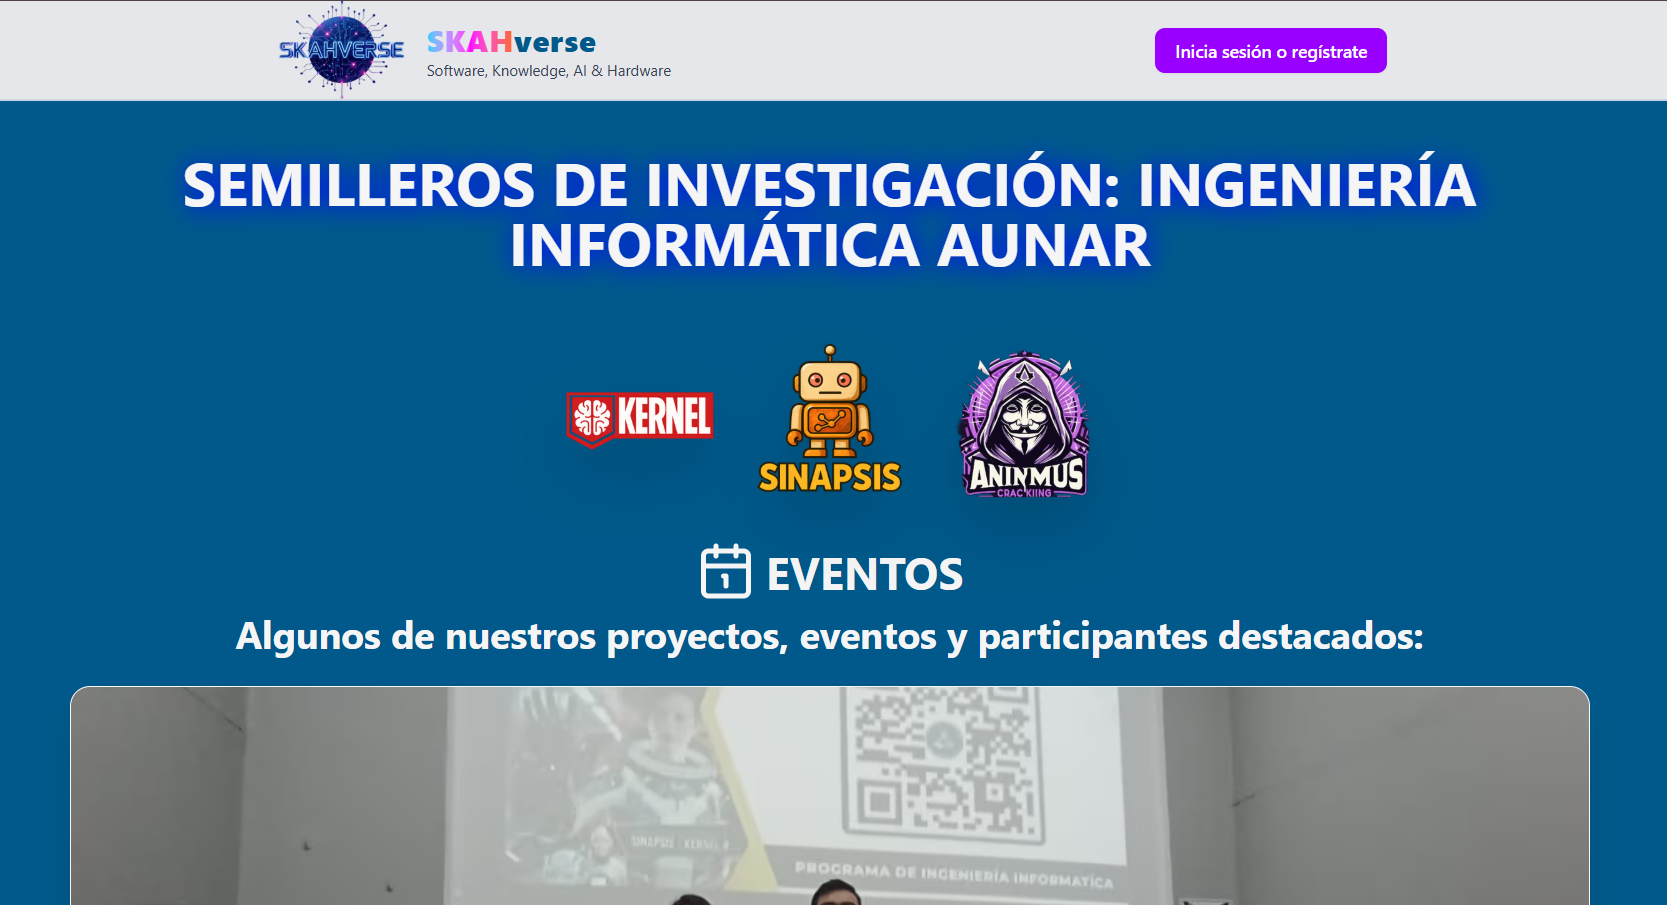 SKAHVERSE
SKAHverse
Software, Knowledge, AI & Hardware
Inicia sesión o regístrate
SEMILLEROS DE INVESTIGACIÓN: INGENIERÍA
INFORMÁTICA AUNAR
KERNEL
SINAPSIS
ANINMUS
CRACKIING
1
EVENTOS
Algunos de nuestros proyectos, eventos y participantes destacados:
SINAPSIS - KERNEL
PROGRAMA DE INGENIERÍA INFORMATÍCA